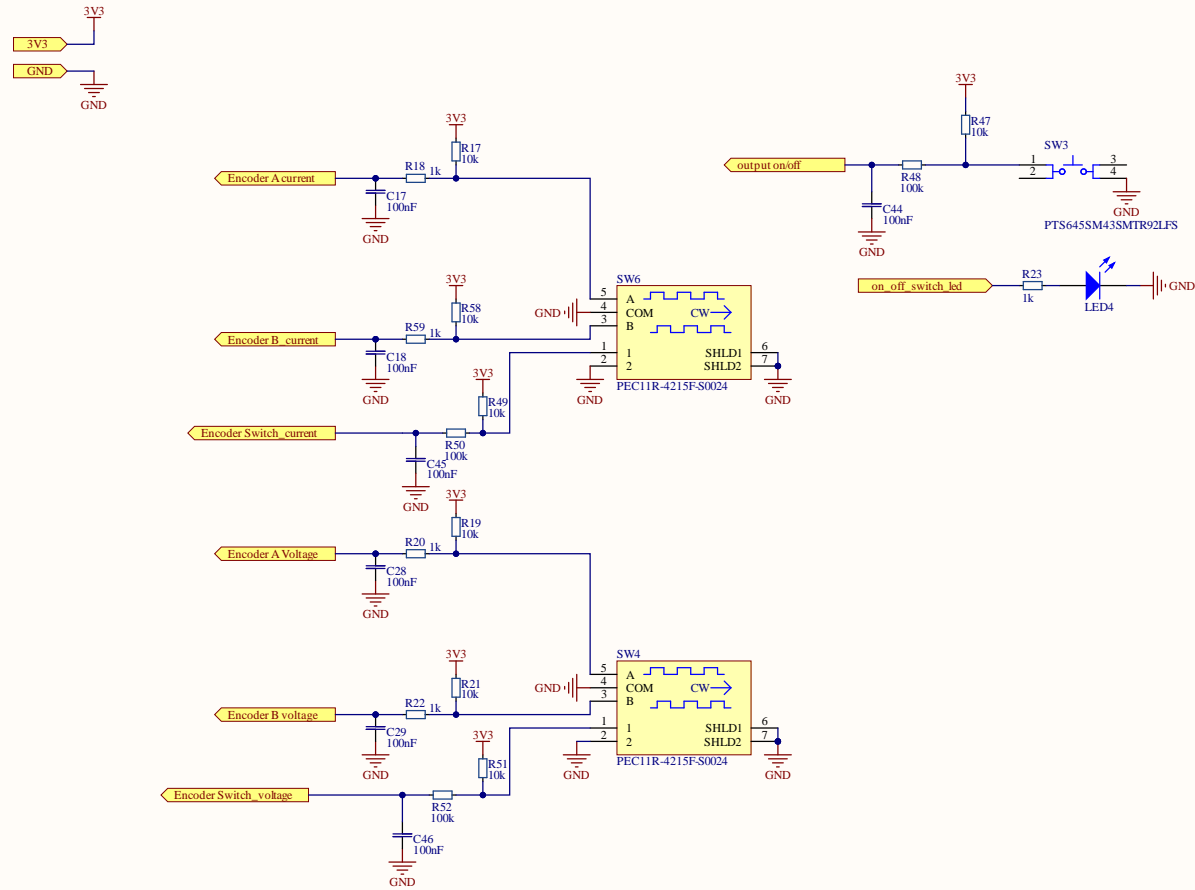 3V3
3V3
GND
GND
3V3
R17
10k
R18
1k
Encoder A current
C17
100nF
GND
3V3
R58
10k
R59
1k
Encoder B_current
C18
100nF
GND
3V3
R49
10k
Encoder Switch_current
R50
100k
C45
100nF
GND
SW6
5
A
GND
4
COM
CW
3
B
1
1
SHLD1
6
2
2
SHLD2
7
GND
PEC11R-4215F-S0024
GND
3V3
R47
10k
output on/off
R48
100k
C44
100nF
GND
SW3
1
3
2
4
GND
PTS645SM43SMTR92LFS
on_off_switch_led
R23
1k
LED4
GND
3V3
R19
10k
R20
1k
Encoder A Voltage
C28
100nF
GND
3V3
R21
10k
R22
1k
Encoder B voltage
C29
100nF
GND
3V3
R51
10k
Encoder Switch_voltage
R52
100k
C46
100nF
GND
SW4
5
A
GND
4
COM
CW
3
B
1
1
SHLD1
6
2
2
SHLD2
7
GND
PEC11R-4215F-S0024
GND